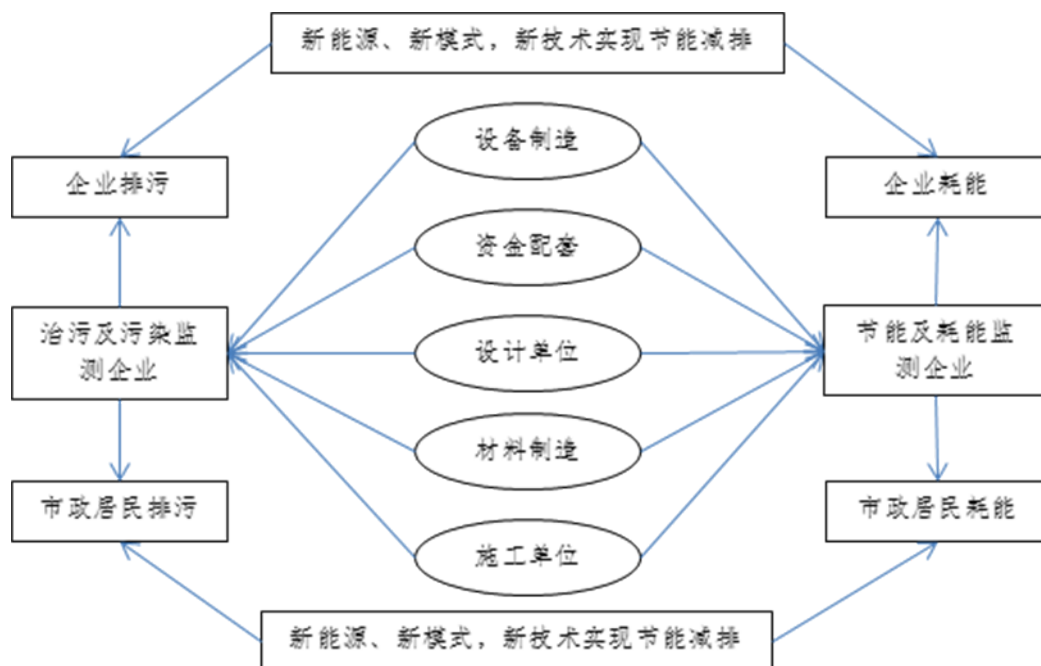 新能源、新模式，新技术实现节能减排
设备制造
企业排污
企业耗能
资金配套
治污及污染监
测企业
设计单位
节能及耗能监
测企业
材料制造
市政居民排污
市政居民耗能
施工单位
新能源、新模式，新技术实现节能减排